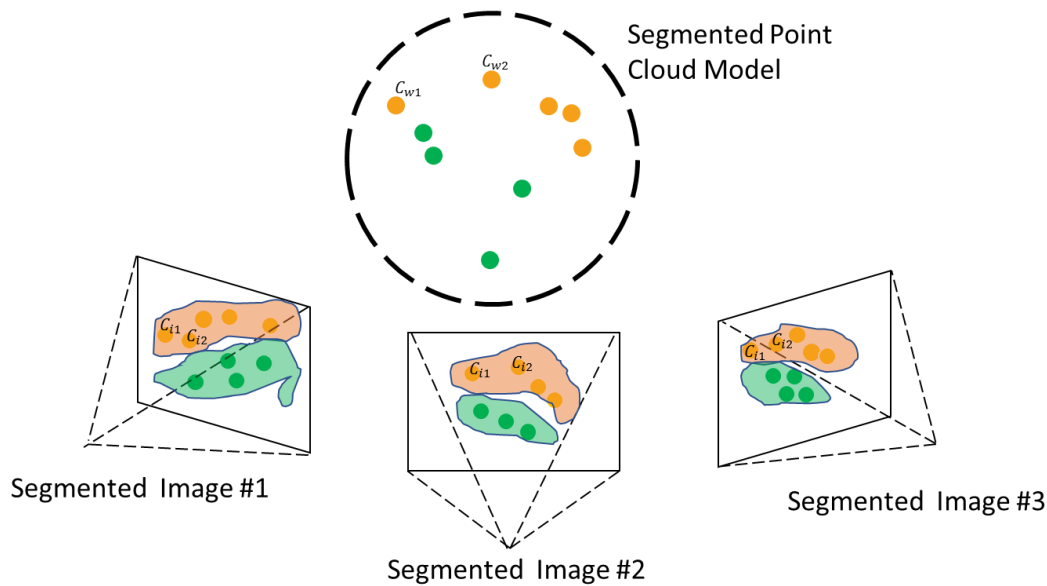 Segmented Point
Cloud Model
C_{w2}
C_{w1}
C_{i1}
C_{i2}
Segmented Image #1
C_{i1}
C_{i2}
Segmented Image #2
C_{i1}
C_{i2}
Segmented Image #3